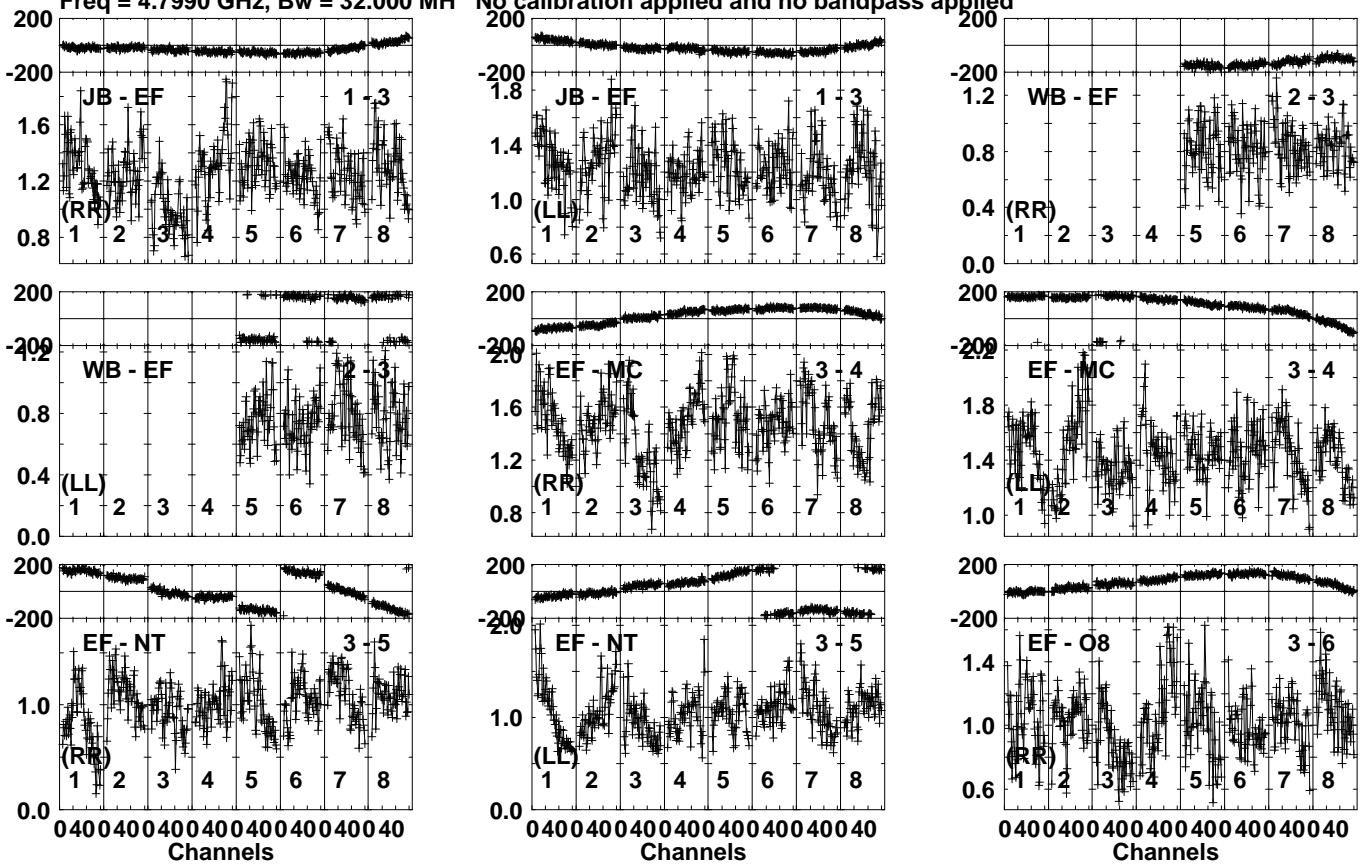 Freq = 4.7990 GHz, Bw = 32.000 MH No calibration applied and no bandpass applied
200
-200
JB - EF 1 - 3
1.6
1.2
0.8
(RR)
1 2 3 4 5 6 7 8
200
-200
1.8
JB - EF 1 - 3
1.4
1.0
0.6
(LL)
1 2 3 4 5 6 7 8
200
-200
1.2
WB - EF 2 - 3
0.8
0.4
0.0
(RR)
1 2 3 4 5 6 7 8
200
-200
1.2
WB - EF 2 - 3
0.8
0.4
0.0
(LL)
1 2 3 4 5 6 7 8
200
-200
2.0
EF - MC 3 - 4
1.6
1.2
0.8
(RR)
1 2 3 4 5 6 7 8
200
-200
2.2
EF - MC 3 - 4
1.8
1.4
1.0
(LL)
1 2 3 4 5 6 7 8
200
-200
EF - NT 3 - 5
1.0
0.0
(RR)
1 2 3 4 5 6 7 8
0 40 0 40 0 40 0 40 0 40 0 40 0 40 0 40
Channels
200
-200
2.0
EF - NT 3 - 5
1.0
0.0
(LL)
1 2 3 4 5 6 7 8
0 40 0 40 0 40 0 40 0 40 0 40 0 40 0 40
Channels
200
-200
EF - O8 3 - 6
1.4
1.0
0.6
(RR)
1 2 3 4 5 6 7 8
0 40 0 40 0 40 0 40 0 40 0 40 0 40 0 40
Channels